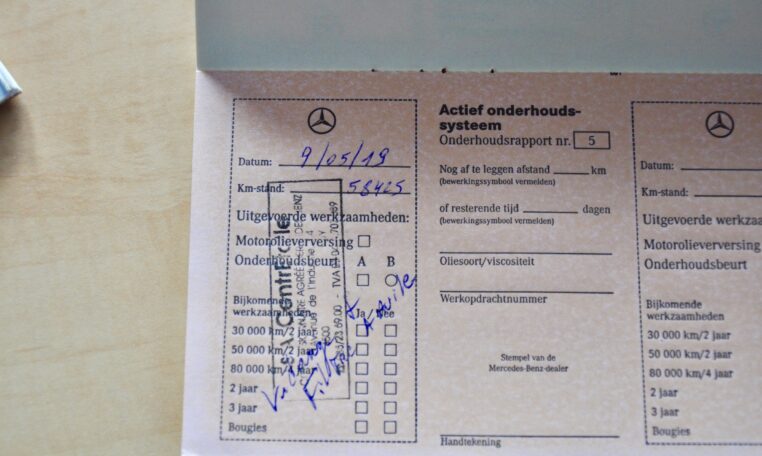 Datum: 9/05/19
Km-stand: 58425
Uitgevoerde werkzaamheden:
Motorolieverversing
Onderhoudsbeurt A B
Bijkomende
werkzaamheden Ja Nee
30 000 km/2 jaar
50 000 km/2 jaar
80 000 km/4 jaar
2 jaar
3 jaar
Bougies
Vidange
Filtre
Actief onderhouds-
systeem
Onderhoudsrapport nr. 5
Nog af te leggen afstand km
(bewerkingssymbool vermelden)
of resterende tijd dagen
(bewerkingssymbool vermelden)
Oliesoort/viscositeit
Werkopdrachtnummer
Stempel van de
Mercedes-Benz-dealer
Handtekening
Datum:
Km-stand:
Uitgevoerde
Motorolieverversing
Onderhoudsbeurt
Bijkomende
werkzaamheden
30 000 km/2 jaar
50 000 km/2 jaar
80 000 km/4 jaar
2 jaar
3 jaar
Bougies